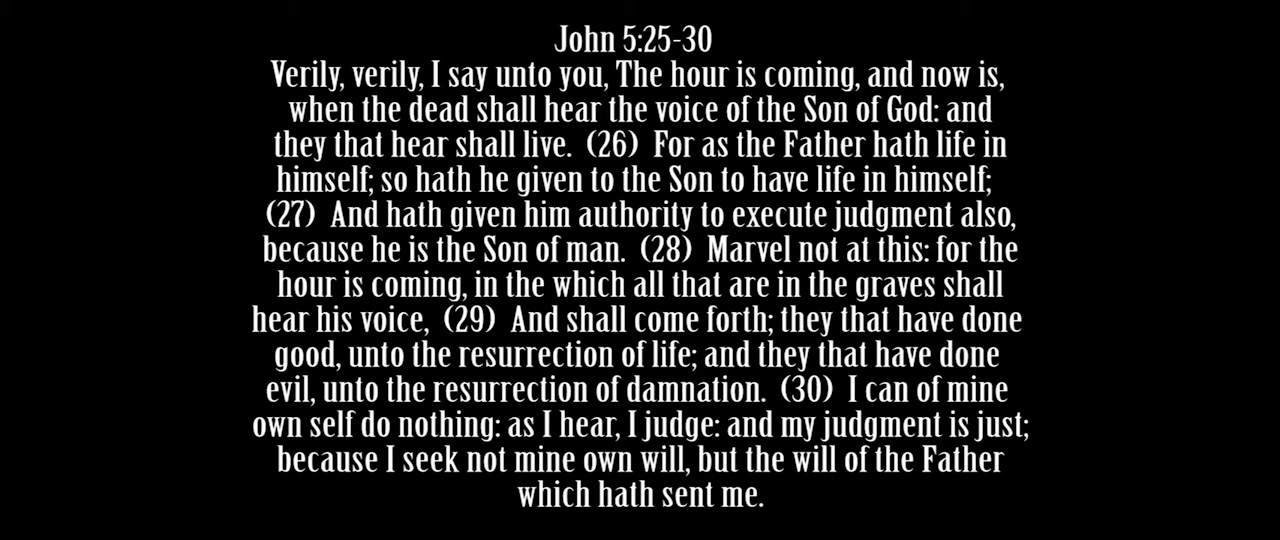 John 5:25-30
Verily, verily, I say unto you, The hour is coming, and now is,
when the dead shall hear the voice of the Son of God: and
they that hear shall live. (26) For as the Father hath life in
himself; so hath he given to the Son to have life in himself;
(27) And hath given him authority to execute judgment also,
because he is the Son of man. (28) Marvel not at this: for the
hour is coming, in the which all that are in the graves shall
hear his voice, (29) And shall come forth; they that have done
good, unto the resurrection of life; and they that have done
evil, unto the resurrection of damnation. (30) I can of mine
own self do nothing: as I hear, I judge: and my judgment is just;
because I seek not mine own will, but the will of the Father
which hath sent me.